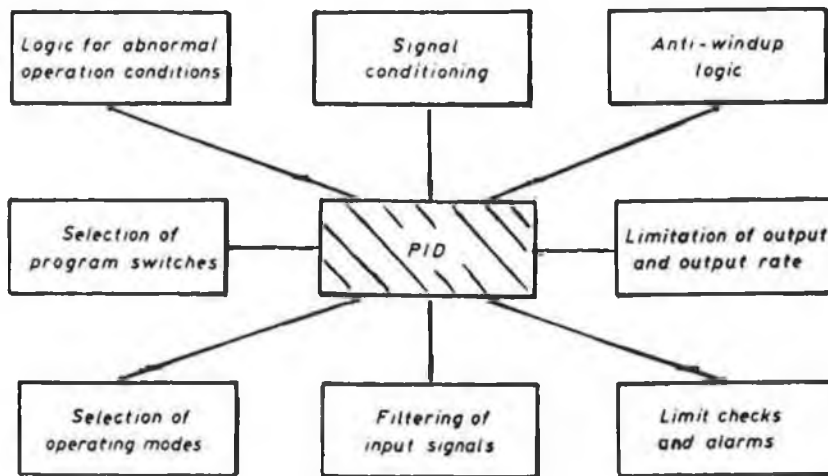 Logic for abnormal
operation conditions
Signal
conditioning
Anti-windup
logic
Selection of
program switches
PID
Limitation of output
and output rate
Selection of
operating modes
Filtering of
input signals
Limit checks
and alarms